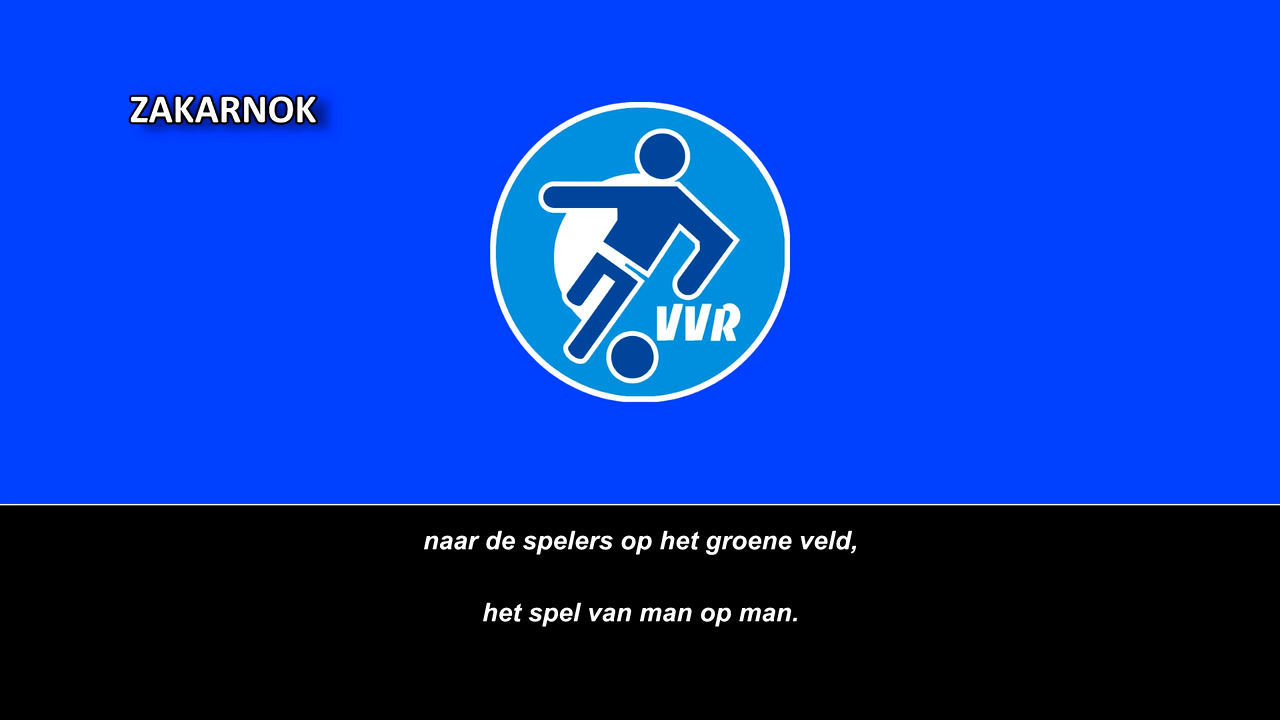 ZAKARNOK
VVR
naar de spelers op het groene veld,
het spel van man op man.